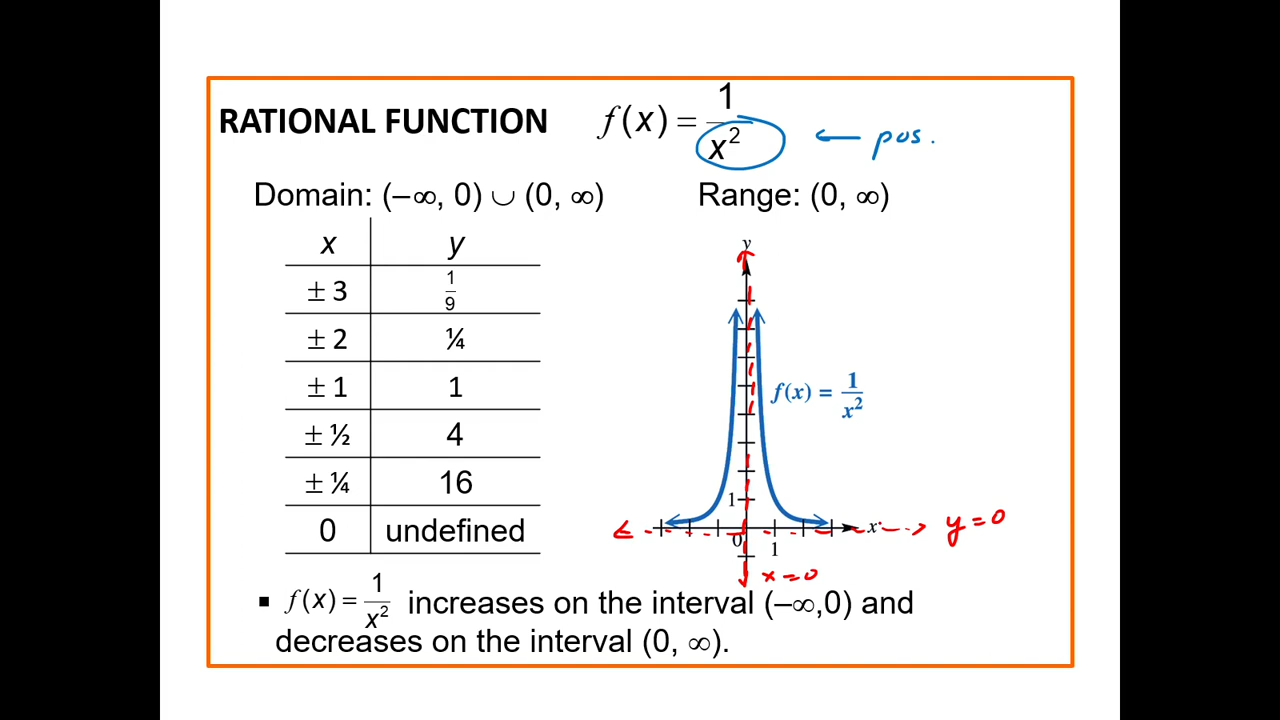 RATIONAL FUNCTION f(x) = 1/x² ← pos.
Domain: (–∞, 0) ∪ (0, ∞) Range: (0, ∞)
x y
± 3 1/9
± 2 ¼
± 1 1
± ½ 4
± ¼ 16
0 undefined
y
f(x) = 1/x²
1
0
1
x
y=0
x=0
▪ f(x) = 1/x² increases on the interval (–∞,0) and
decreases on the interval (0, ∞).